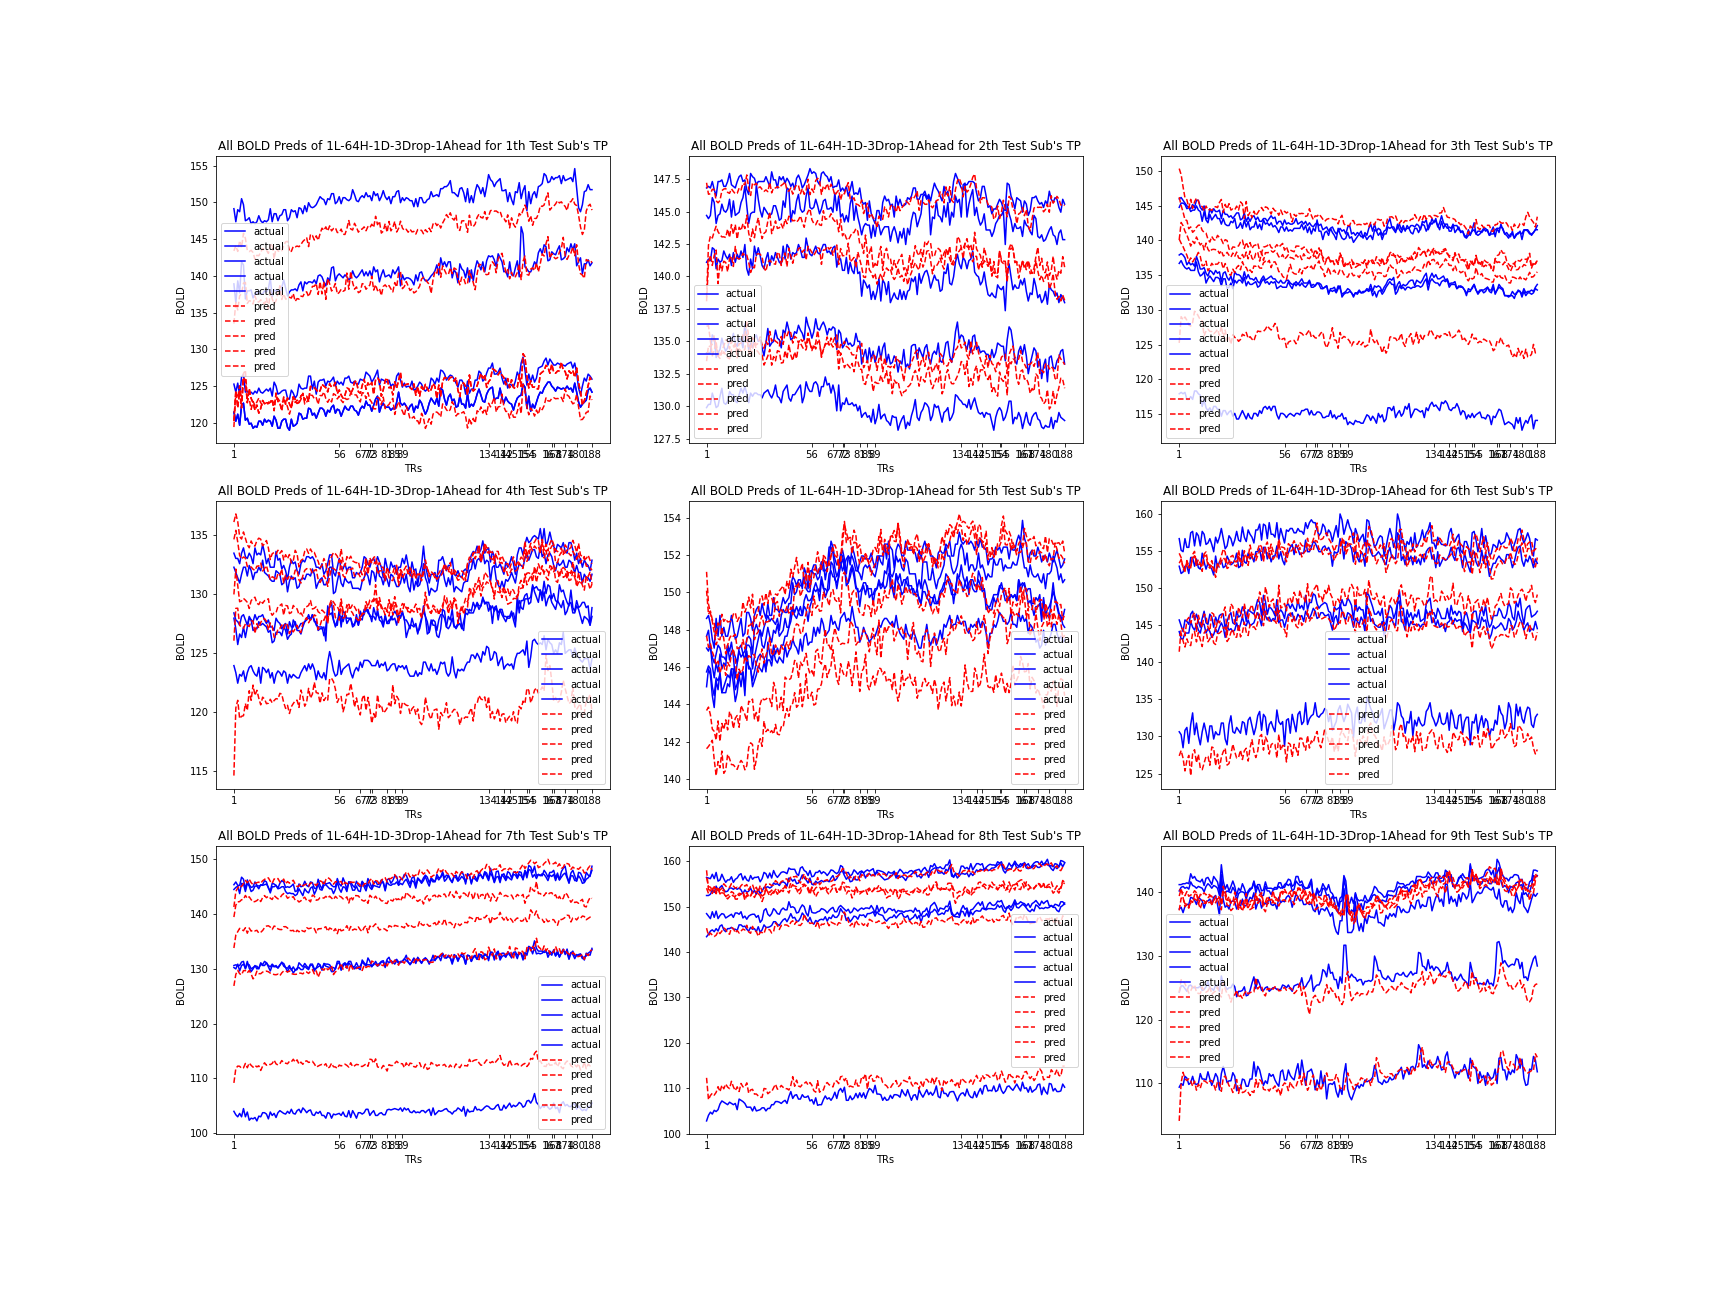 All BOLD Preds of 1L-64H-1D-3Drop-1Ahead for 1th Test Sub's TP
155
150
145
140
135
130
125
120
BOLD
actual
actual
actual
actual
actual
pred
pred
pred
pred
pred
1 56
188
TRs
All BOLD Preds of 1L-64H-1D-3Drop-1Ahead for 2th Test Sub's TP
147.5
145.0
142.5
140.0
137.5
135.0
132.5
130.0
127.5
BOLD
actual
actual
actual
actual
actual
pred
pred
pred
pred
pred
1 56
188
TRs
All BOLD Preds of 1L-64H-1D-3Drop-1Ahead for 3th Test Sub's TP
150
145
140
135
130
125
120
115
BOLD
actual
actual
actual
actual
actual
pred
pred
pred
pred
pred
1 56
188
TRs
All BOLD Preds of 1L-64H-1D-3Drop-1Ahead for 4th Test Sub's TP
135
130
125
120
115
BOLD
actual
actual
actual
actual
actual
pred
pred
pred
pred
pred
1 56
188
TRs
All BOLD Preds of 1L-64H-1D-3Drop-1Ahead for 5th Test Sub's TP
154
152
150
148
146
144
142
140
BOLD
actual
actual
actual
actual
actual
pred
pred
pred
pred
pred
1 56
188
TRs
All BOLD Preds of 1L-64H-1D-3Drop-1Ahead for 6th Test Sub's TP
160
155
150
145
140
135
130
125
BOLD
actual
actual
actual
actual
actual
pred
pred
pred
pred
pred
1 56
188
TRs
All BOLD Preds of 1L-64H-1D-3Drop-1Ahead for 7th Test Sub's TP
150
140
130
120
110
100
BOLD
actual
actual
actual
actual
actual
pred
pred
pred
pred
pred
1 56
188
TRs
All BOLD Preds of 1L-64H-1D-3Drop-1Ahead for 8th Test Sub's TP
160
150
140
130
120
110
100
BOLD
actual
actual
actual
actual
actual
pred
pred
pred
pred
pred
1 56
188
TRs
All BOLD Preds of 1L-64H-1D-3Drop-1Ahead for 9th Test Sub's TP
140
130
120
110
BOLD
actual
actual
actual
actual
actual
pred
pred
pred
pred
pred
1 56
188
TRs